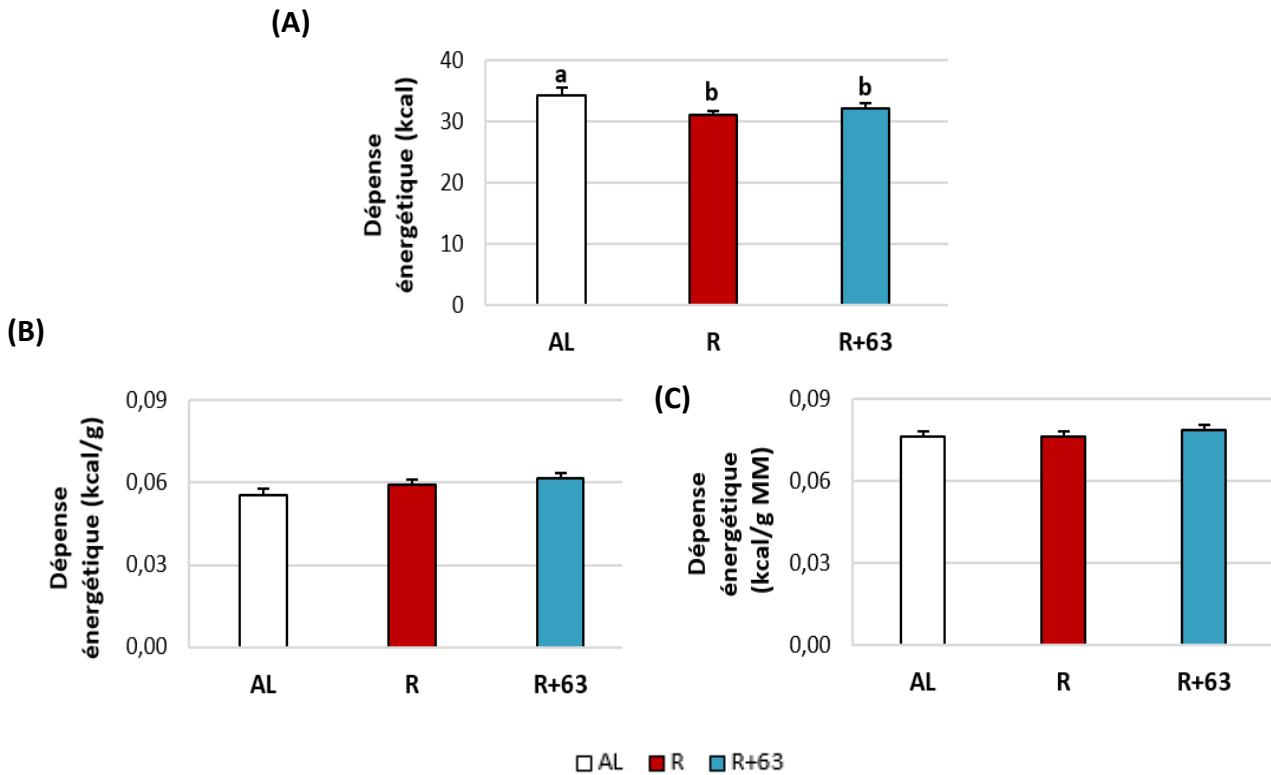 (A)
Dépense
énergétique (kcal)
40
30
20
10
0
a
b
b
AL
R
R+63
(B)
Dépense
énergétique (kcal/g)
0,09
0,06
0,03
0,00
AL
R
R+63
(C)
Dépense
énergétique
(kcal/g MM)
0,09
0,06
0,03
0,00
AL
R
R+63
AL R R+63